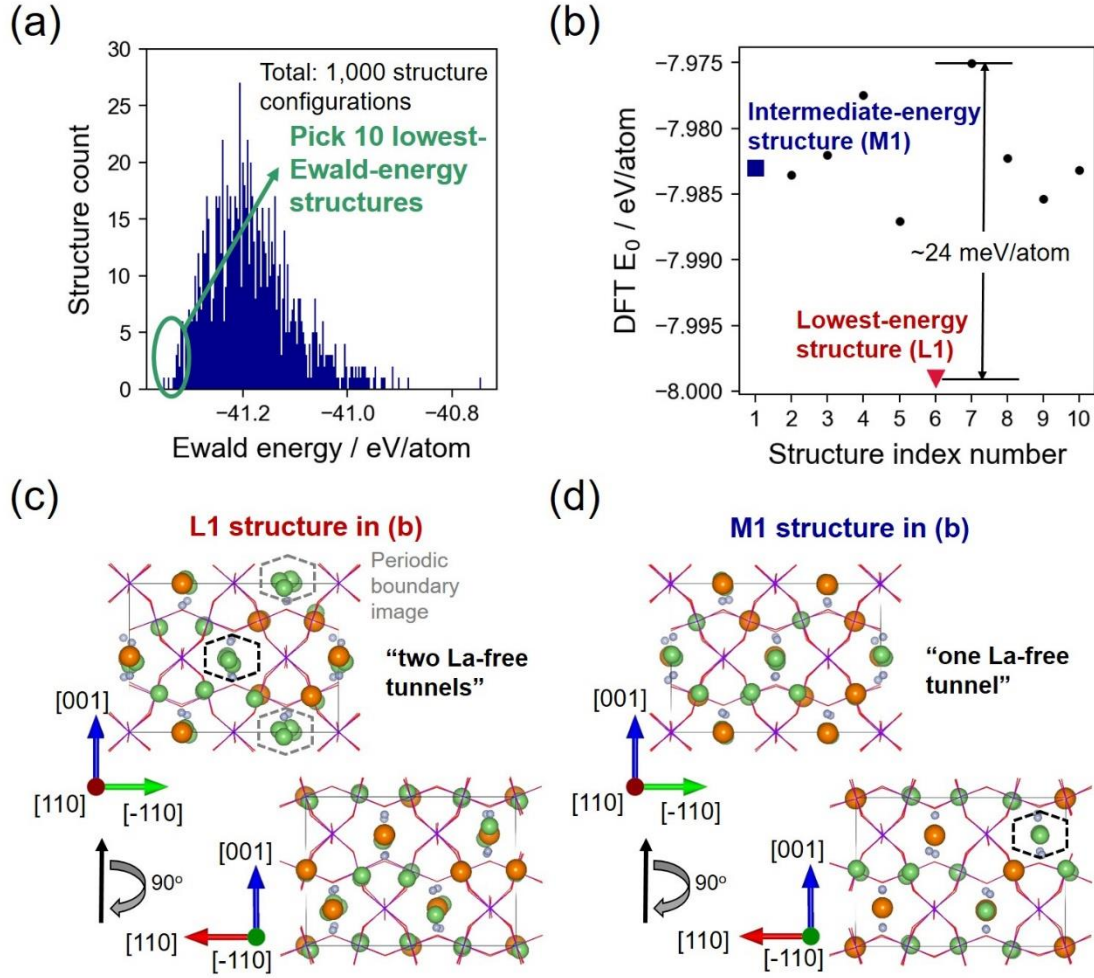 (a)
30
25
20
15
10
5
0
Structure count
Total: 1,000 structure
configurations
Pick 10 lowest-
Ewald-energy
structures
−41.2
−41.0
−40.8
Ewald energy / eV/atom
(b)
−7.975
−7.980
−7.985
−7.990
−7.995
−8.000
DFT E₀ / eV/atom
Intermediate-energy
structure (M1)
~24 meV/atom
Lowest-energy
structure (L1)
1 2 3 4 5 6 7 8 9 10
Structure index number
(c)
L1 structure in (b)
Periodic
boundary
image
“two La-free
tunnels”
[001]
[110]
[-110]
90º
[001]
[110]
[-110]
(d)
M1 structure in (b)
“one La-free
tunnel”
[001]
[110]
[-110]
90º
[001]
[110]
[-110]